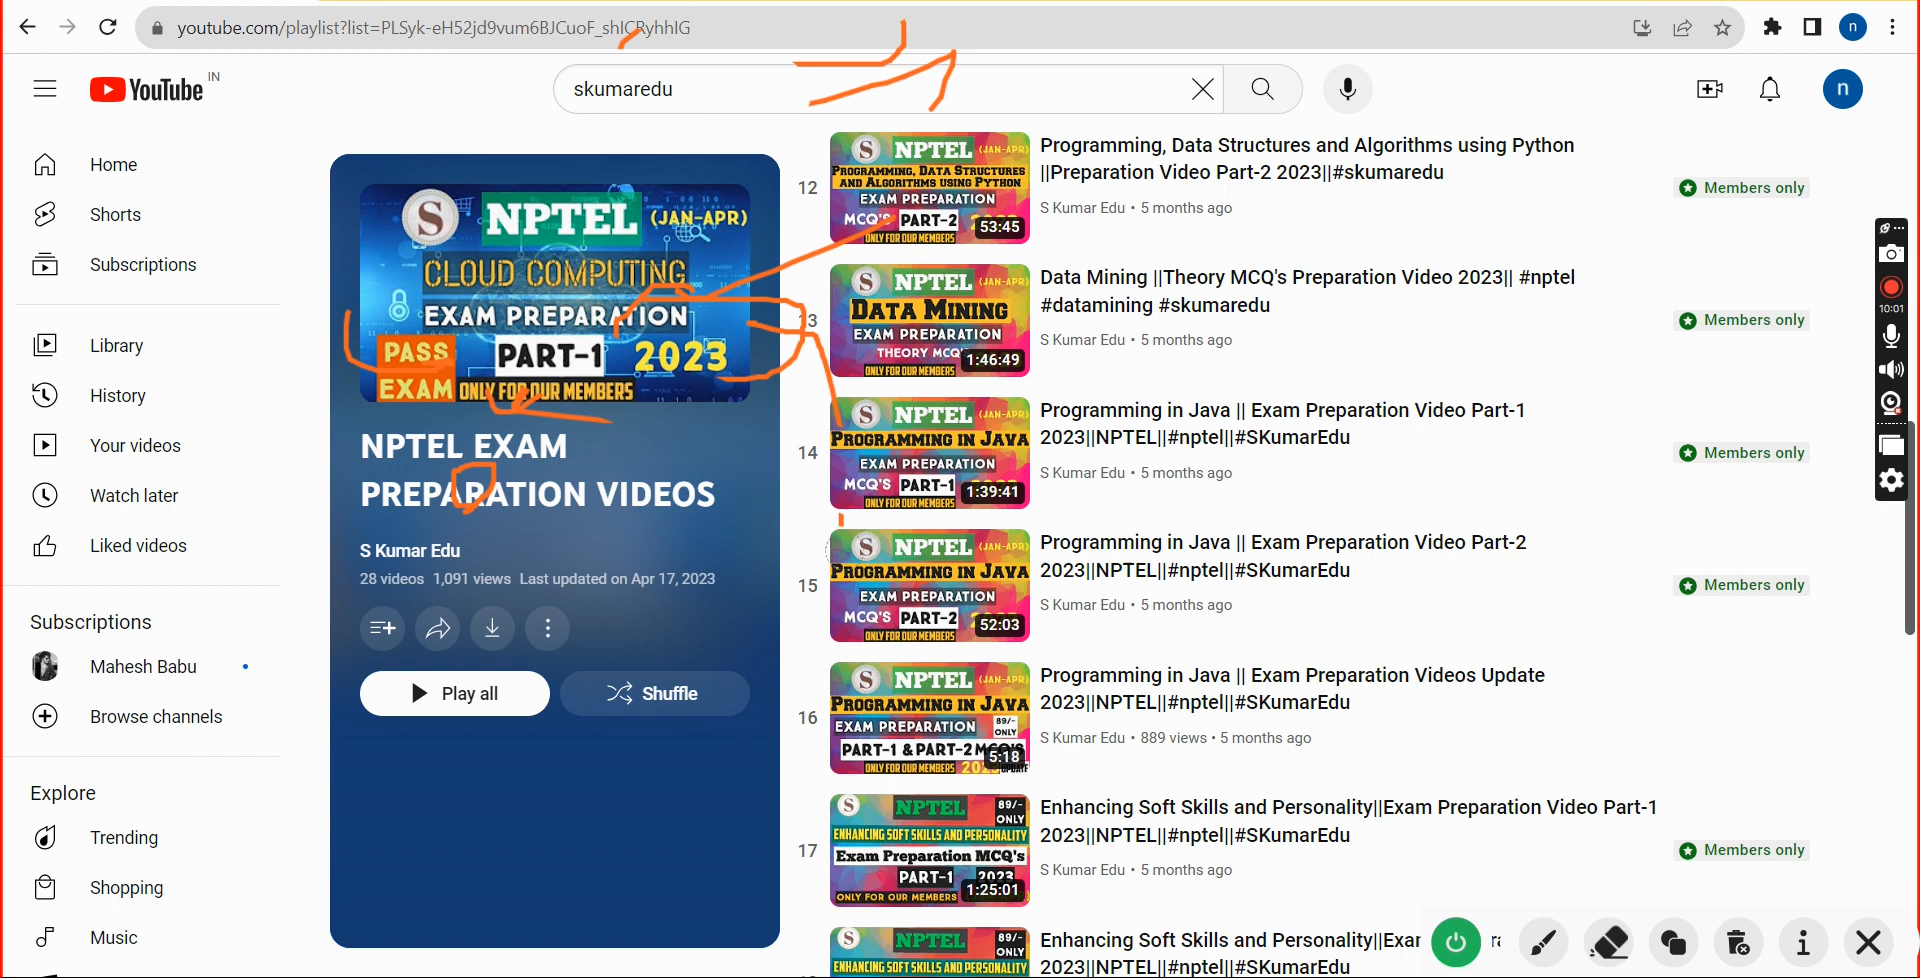 youtube.com/playlist?list=PLSyk-eH52jd9vum6BJCuoF_shICRyhhIG
n
YouTube IN
skumaredu
n
Home
Shorts
Subscriptions
Library
History
Your videos
Watch later
Liked videos
Subscriptions
Mahesh Babu
Browse channels
Explore
Trending
Shopping
Music
S NPTEL (JAN-APR)
CLOUD COMPUTING
EXAM PREPARATION
PASS PART-1 2023
EXAM ONLY FOR OUR MEMBERS
NPTEL EXAM
PREPARATION VIDEOS
S Kumar Edu
28 videos 1,091 views Last updated on Apr 17, 2023
Play all
Shuffle
12
S NPTEL (JAN-APR)
PROGRAMMING, DATA STRUCTURES
AND ALGORITHMS USING PYTHON
EXAM PREPARATION
MCQ'S PART-2
53:45
ONLY FOR OUR MEMBERS
Programming, Data Structures and Algorithms using Python
||Preparation Video Part-2 2023||#skumaredu
S Kumar Edu • 5 months ago
Members only
13
S NPTEL (JAN-APR)
DATA MINING
EXAM PREPARATION
THEORY MCQ'
1:46:49
ONLY FOR OUR MEMBERS
Data Mining ||Theory MCQ's Preparation Video 2023|| #nptel
#datamining #skumaredu
S Kumar Edu • 5 months ago
Members only
14
S NPTEL (JAN-APR)
PROGRAMMING IN JAVA
EXAM PREPARATION
MCQ'S PART-1
1:39:41
ONLY FOR OUR MEMBERS
Programming in Java || Exam Preparation Video Part-1
2023||NPTEL||#nptel||#SKumarEdu
S Kumar Edu • 5 months ago
Members only
15
S NPTEL (JAN-APR)
PROGRAMMING IN JAVA
EXAM PREPARATION
MCQ'S PART-2
52:03
ONLY FOR OUR MEMBERS
Programming in Java || Exam Preparation Video Part-2
2023||NPTEL||#nptel||#SKumarEdu
S Kumar Edu • 5 months ago
Members only
16
S NPTEL (JAN-APR)
PROGRAMMING IN JAVA
EXAM PREPARATION 89/- ONLY
PART-1 & PART-2 MCQ'S
5:18
ONLY FOR OUR MEMBERS UPDATE
Programming in Java || Exam Preparation Videos Update
2023||NPTEL||#nptel||#SKumarEdu
S Kumar Edu • 889 views • 5 months ago
17
S NPTEL 89/- ONLY
ENHANCING SOFT SKILLS AND PERSONALITY
Exam Preparation MCQ's
PART-1 2023
1:25:01
ONLY FOR OUR MEMBERS
Enhancing Soft Skills and Personality||Exam Preparation Video Part-1
2023||NPTEL||#nptel||#SKumarEdu
S Kumar Edu • 5 months ago
Members only
S NPTEL 89/- ONLY
ENHANCING SOFT SKILLS AND PERSONALITY
Enhancing Soft Skills and Personality||Exar
2023||NPTEL||#nptel||#SKumarEdu
10:01